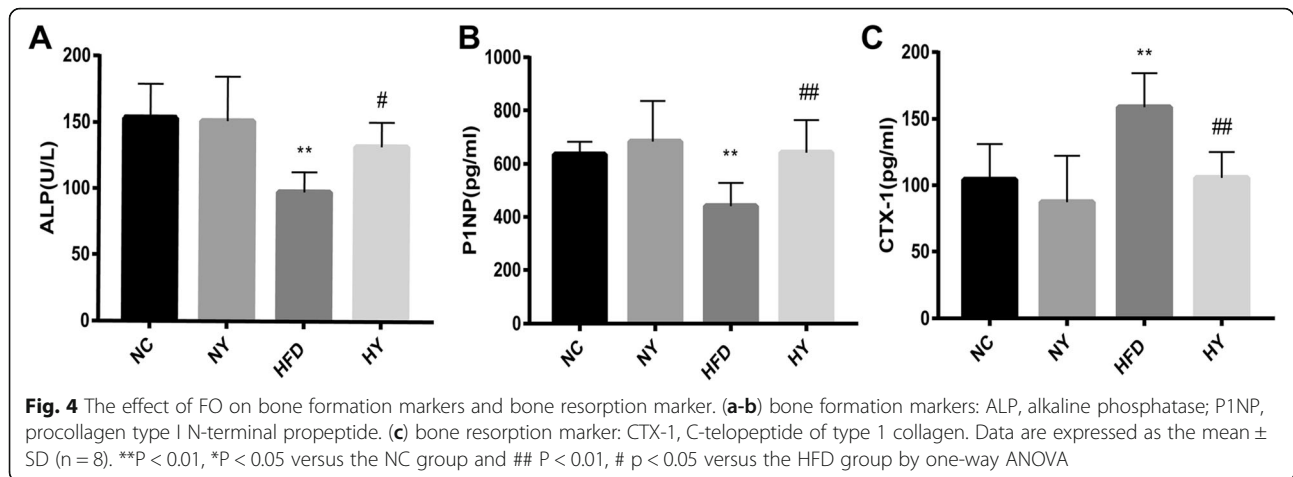 A
ALP(U/L)
200
150
100
50
0
**
#
NC
NY
HFD
HY
B
P1NP(pg/ml)
1000
800
600
400
200
0
**
##
NC
NY
HFD
HY
C
CTX-1(pg/ml)
200
150
100
50
0
**
##
NC
NY
HFD
HY
Fig. 4 The effect of FO on bone formation markers and bone resorption marker. (a-b) bone formation markers: ALP, alkaline phosphatase; P1NP,
procollagen type I N-terminal propeptide. (c) bone resorption marker: CTX-1, C-telopeptide of type 1 collagen. Data are expressed as the mean ±
SD (n = 8). **P < 0.01, *P < 0.05 versus the NC group and ## P < 0.01, # p < 0.05 versus the HFD group by one-way ANOVA